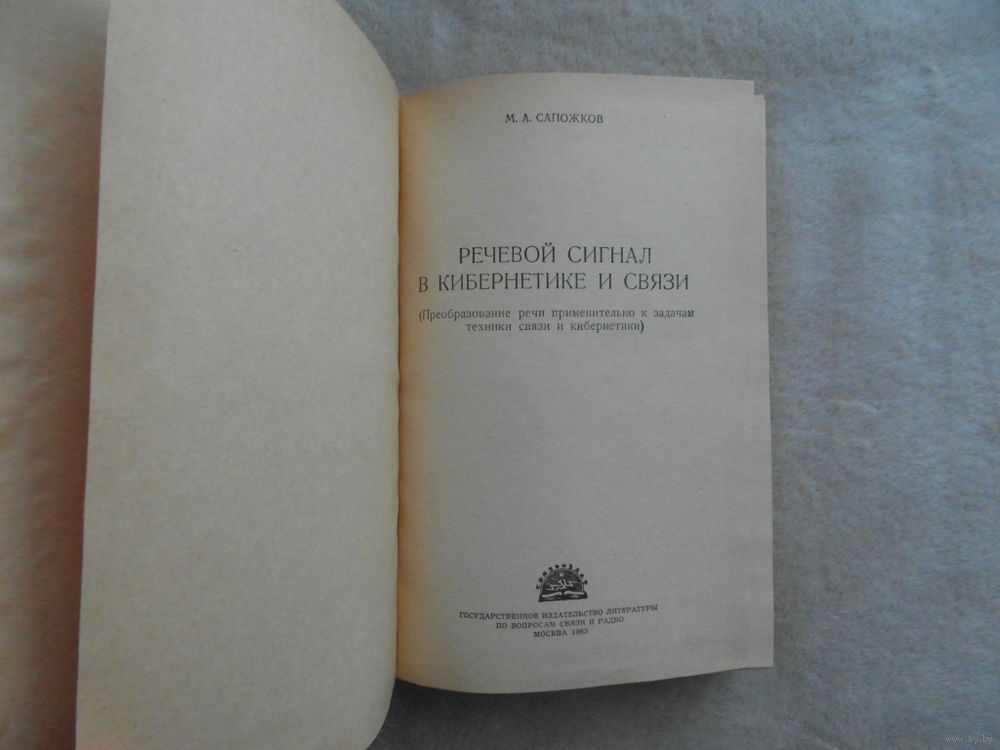 М. А. САПОЖКОВ
РЕЧЕВОЙ СИГНАЛ
В КИБЕРНЕТИКЕ И СВЯЗИ
(Преобразование речи применительно к задачам
техники связи и кибернетики)
СВЯЗЬИЗДАТ
ГОСУДАРСТВЕННОЕ ИЗДАТЕЛЬСТВО ЛИТЕРАТУРЫ
ПО ВОПРОСАМ СВЯЗИ И РАДИО
МОСКВА 1963
www.ay.by